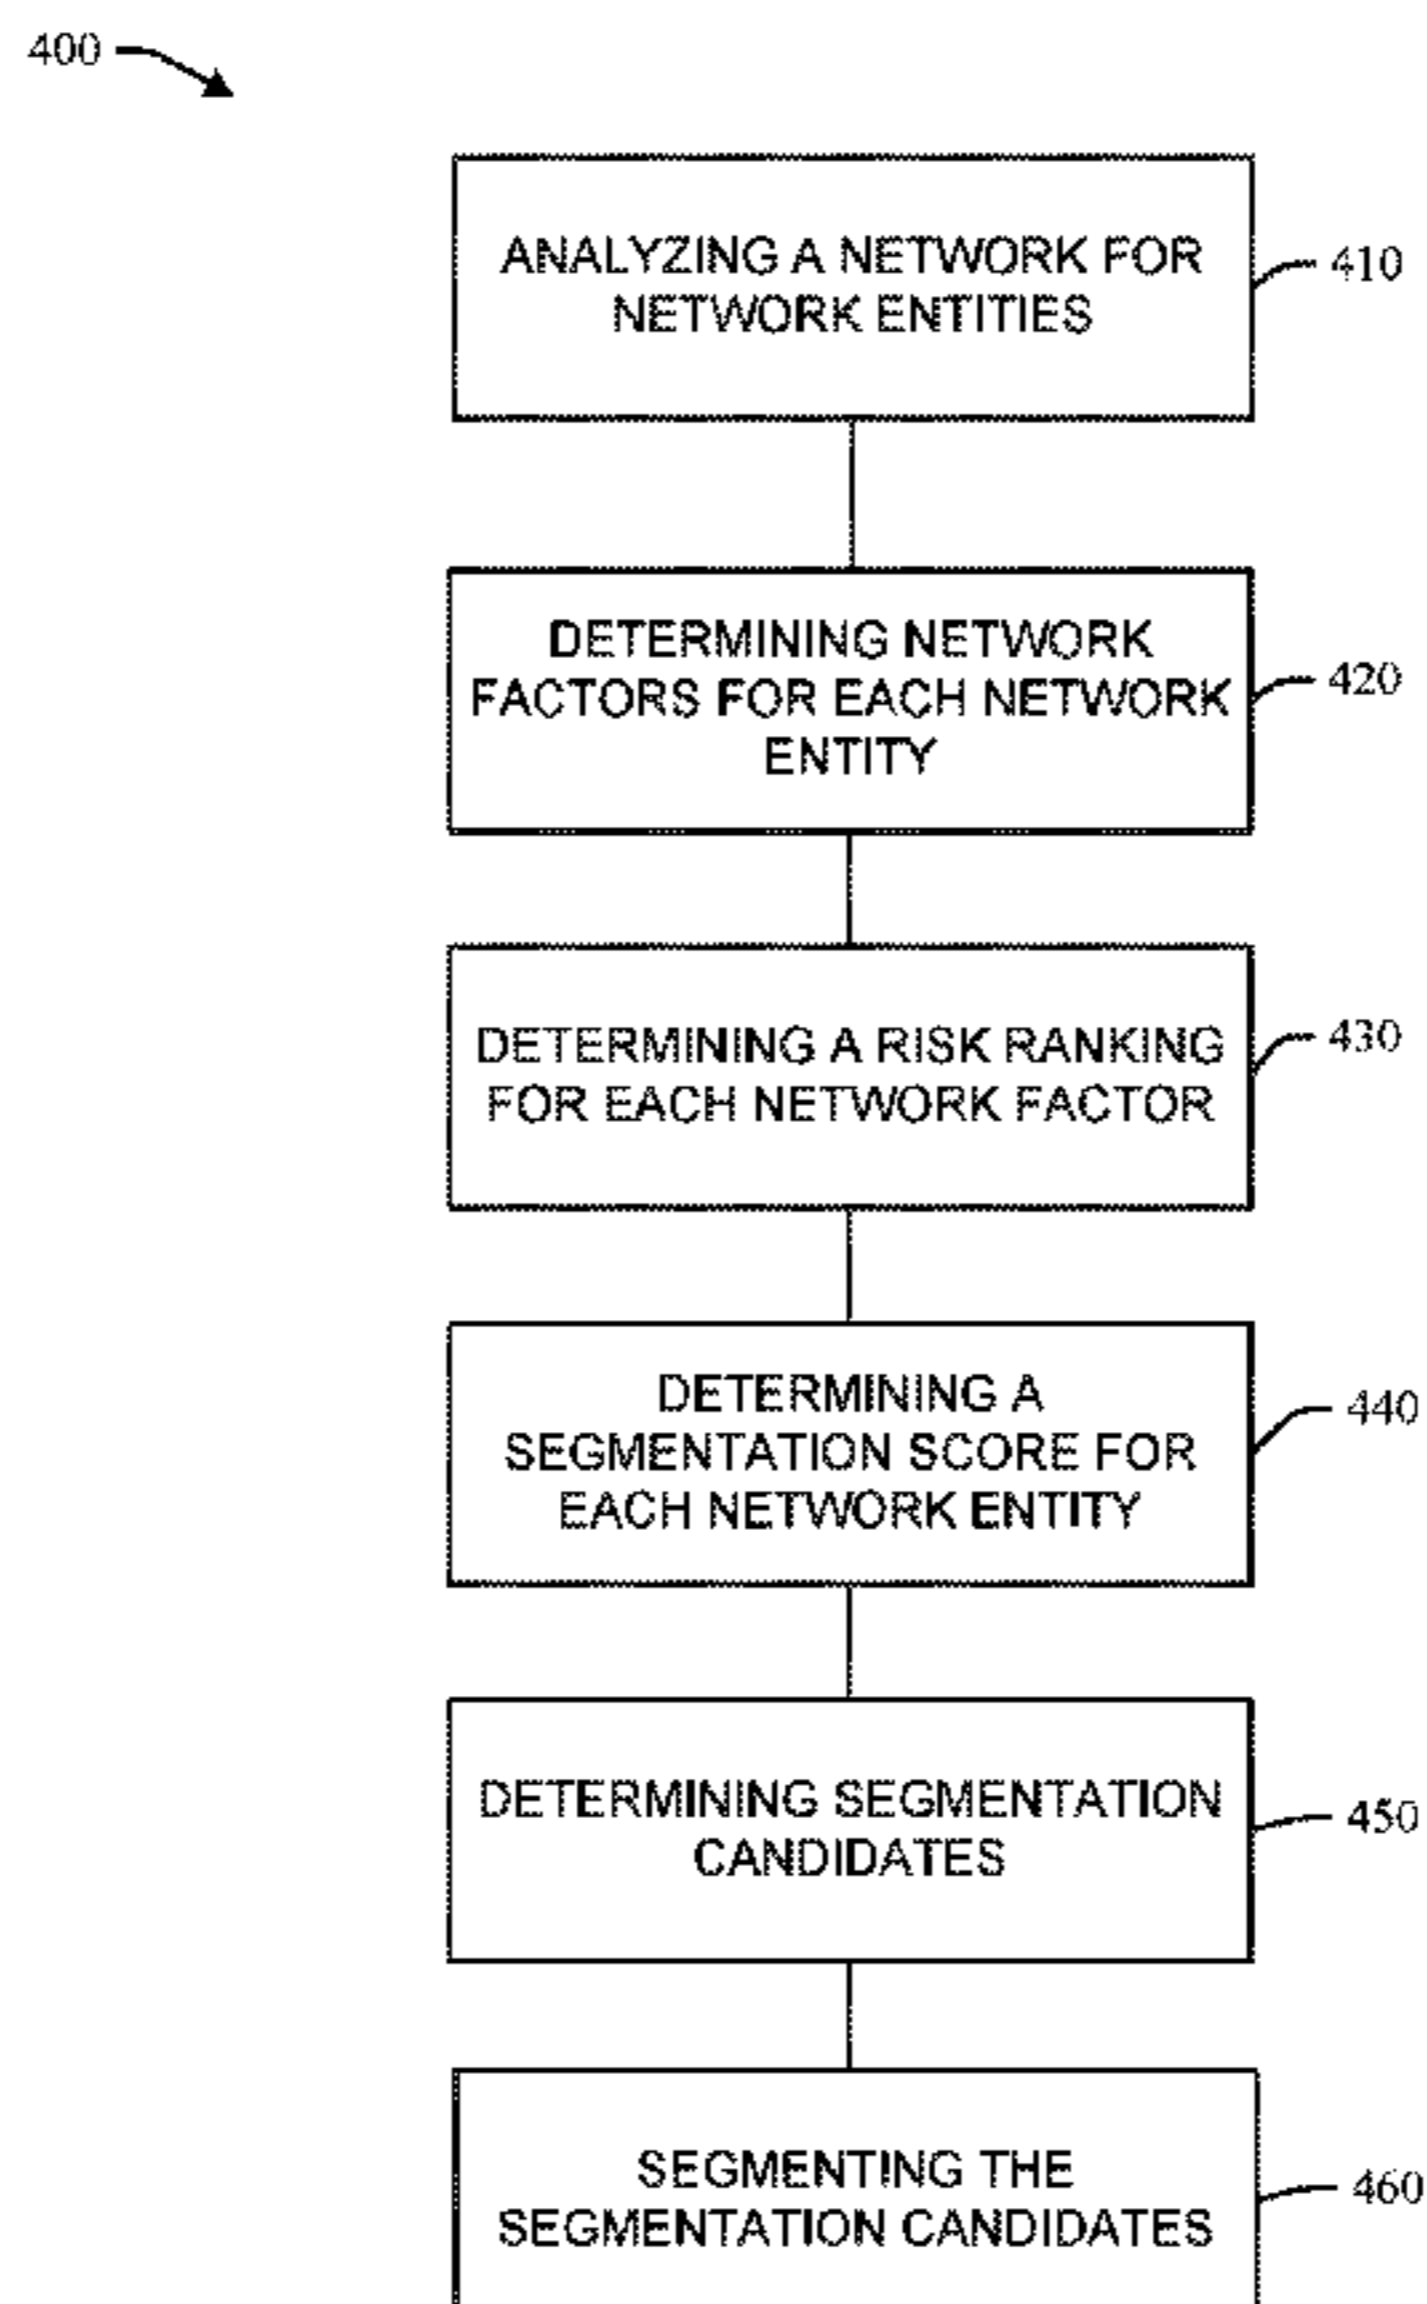 400
ANALYZING A NETWORK FOR
NETWORK ENTITIES
410
DETERMINING NETWORK
FACTORS FOR EACH NETWORK
ENTITY
420
DETERMINING A RISK RANKING
FOR EACH NETWORK FACTOR
430
DETERMINING A
SEGMENTATION SCORE FOR
EACH NETWORK ENTITY
440
DETERMINING SEGMENTATION
CANDIDATES
450
SEGMENTING THE
SEGMENTATION CANDIDATES
460